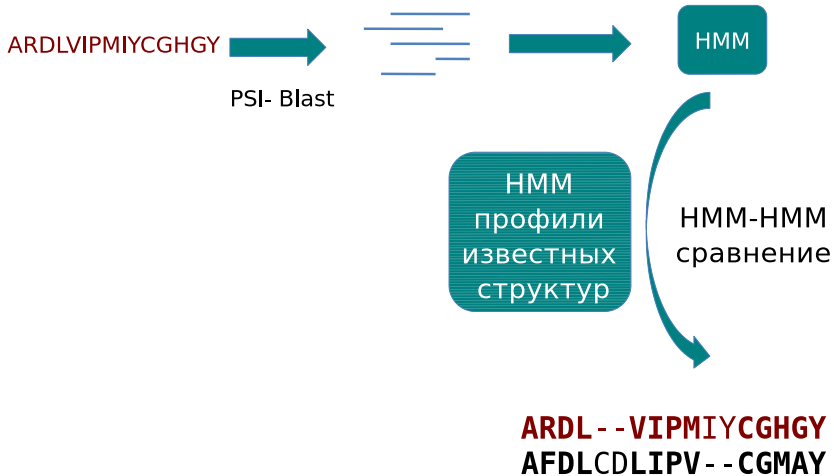 ARDLVIPMIYCGHGY
PSI- Blast
HMM
HMM
профили
известных
структур
HMM-HMM
сравнение
ARDL--VIPMIYCGHGY
AFDLCDLIPV--CGMAY